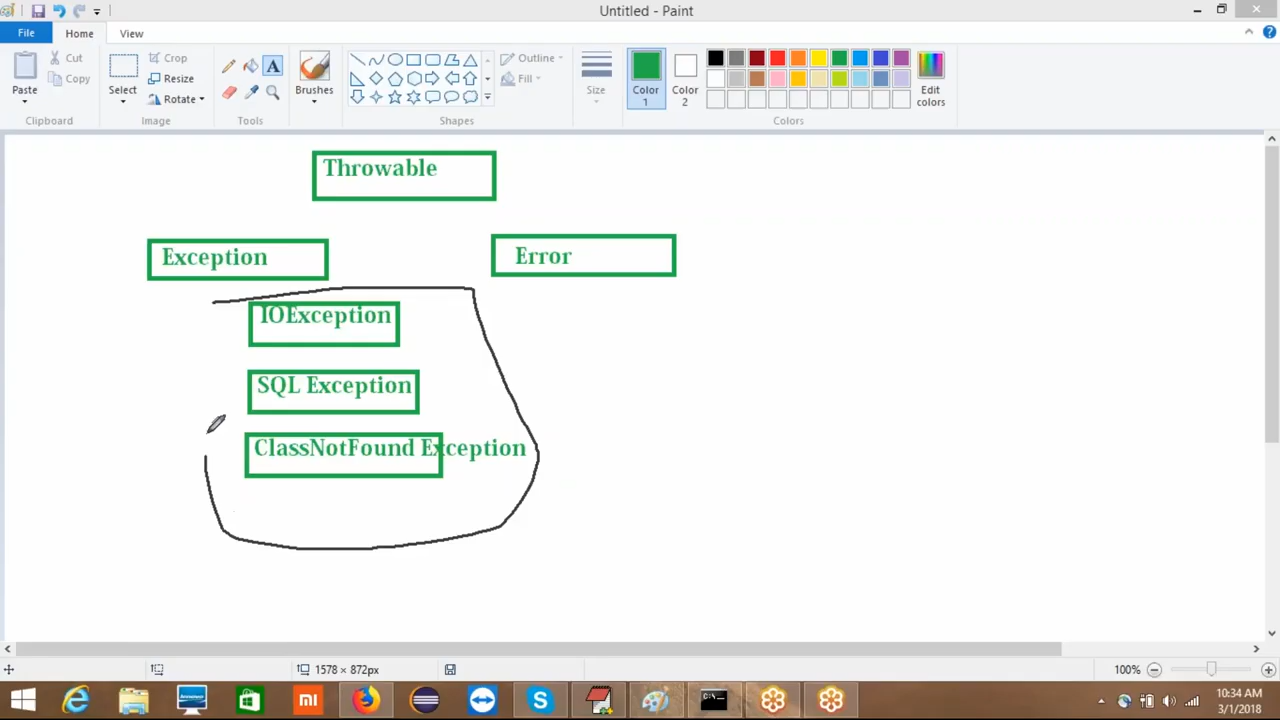 Untitled - Paint
File Home View
Paste
Cut
Copy
Clipboard
Select
Crop
Resize
Rotate
Image
A
Tools
Brushes
Outline
Fill
Shapes
Size
Color 1
Color 2
Edit colors
Colors
Throwable
Exception
Error
IOException
SQL Exception
ClassNotFound Exception
1578 × 872px
100%
10:34 AM
3/1/2018